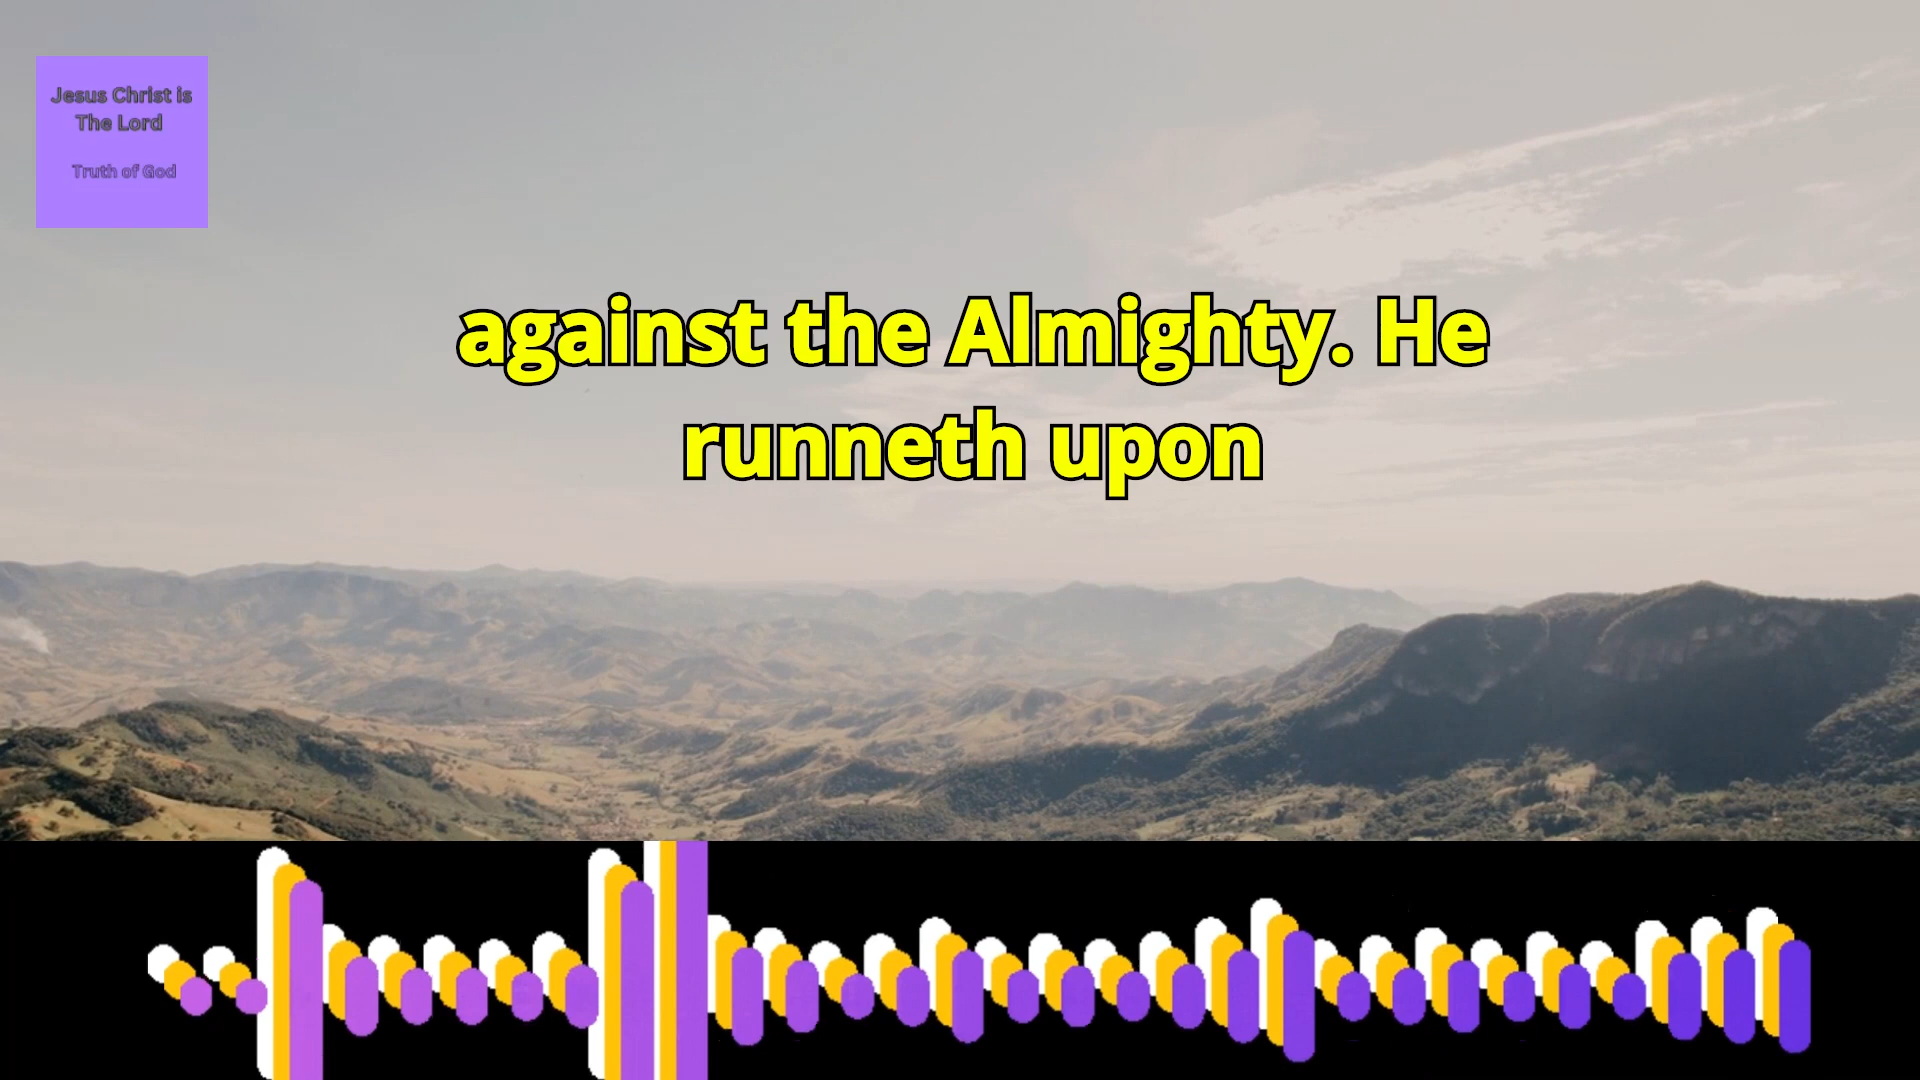 Jesus Christ is
The Lord
Truth of God
against the Almighty. He
runneth upon